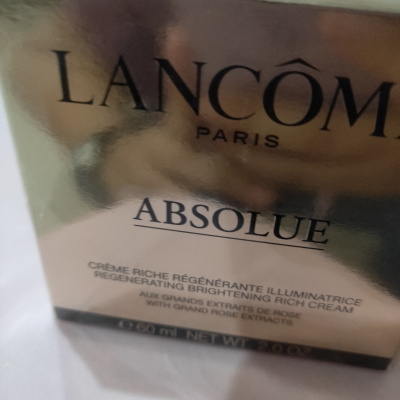 LANCÔM
PARIS
ABSOLUE
CRÈME RICHE RÉGÉNÉRANTE ILLUMINATRICE
REGENERATING BRIGHTENING RICH CREAM
AUX GRANDS EXTRAITS DE ROSE
WITH GRAND ROSE EXTRACTS
e 60 ml NET WT. 2.0 OZ